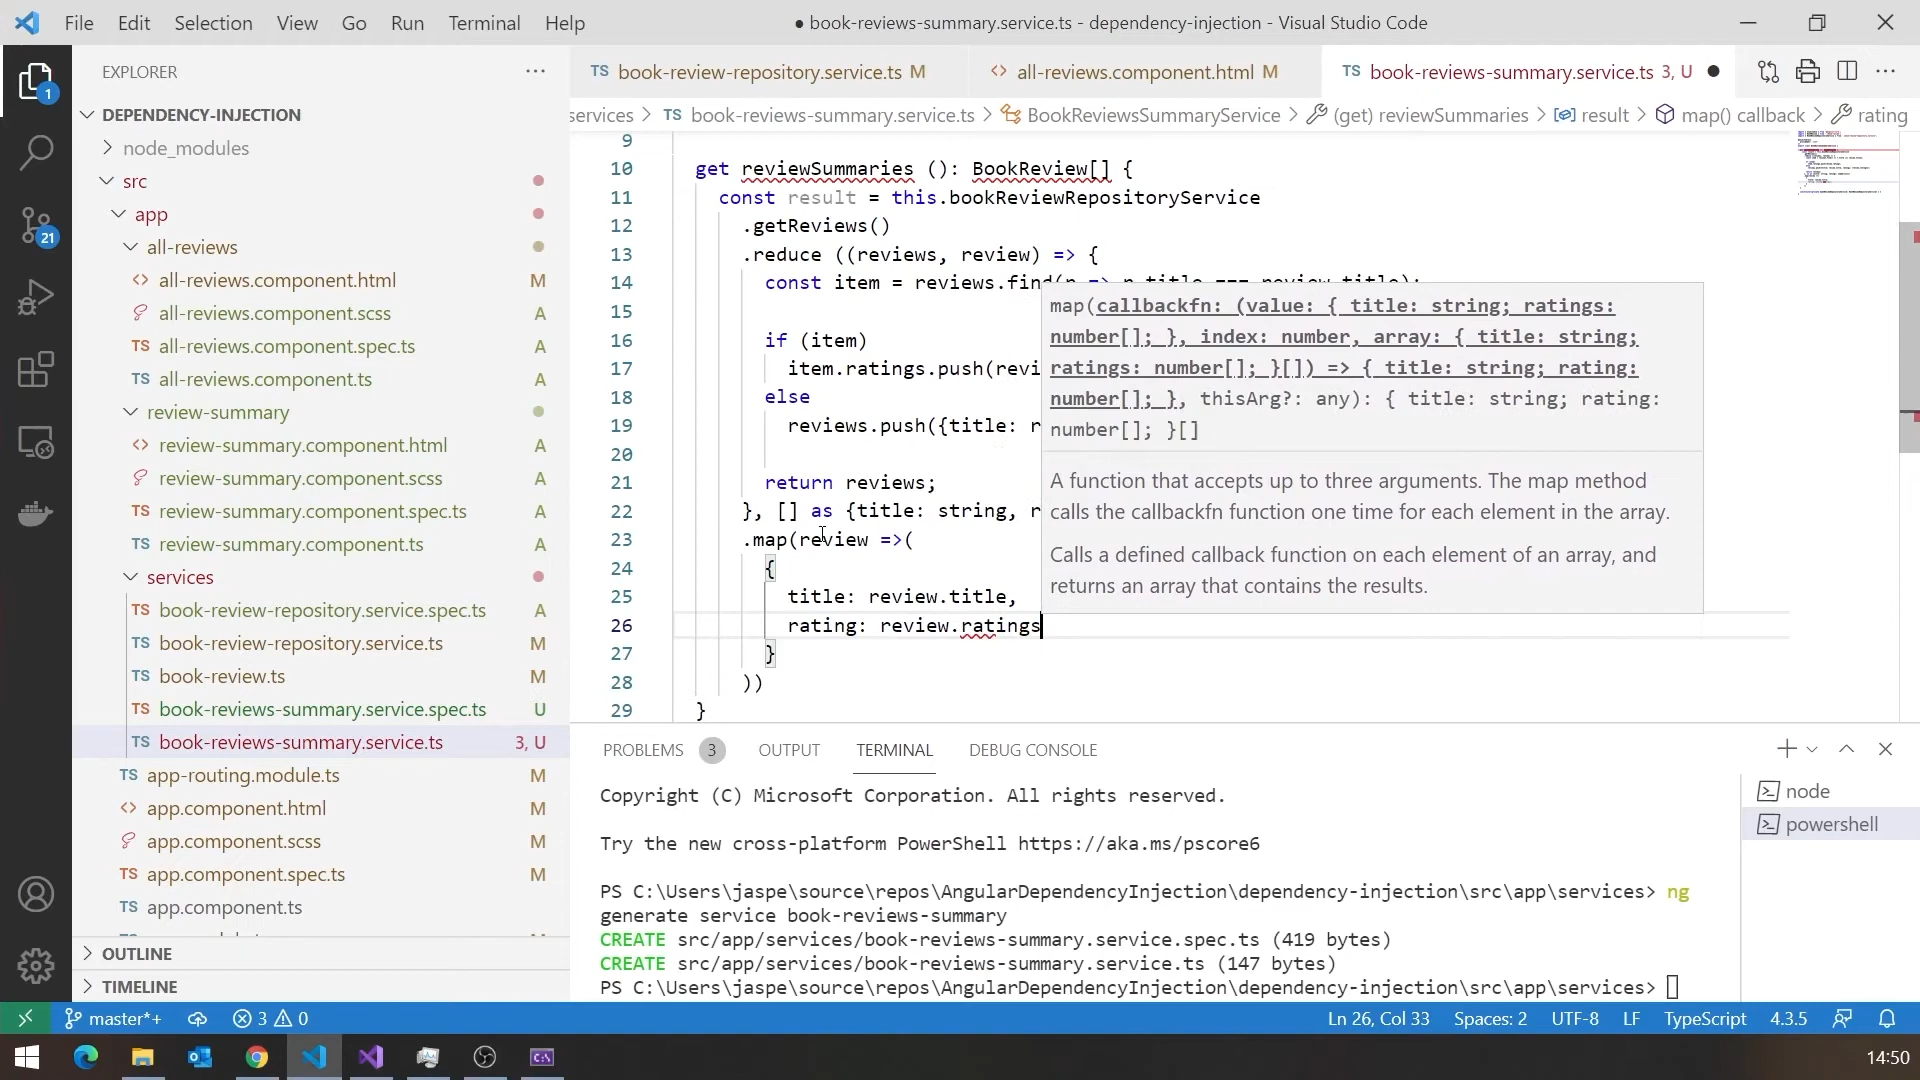 File Edit Selection View Go Run Terminal Help
● book-reviews-summary.service.ts - dependency-injection - Visual Studio Code
EXPLORER
TS book-review-repository.service.ts M
<> all-reviews.component.html M
TS book-reviews-summary.service.ts 3, U
1
services > TS book-reviews-summary.service.ts > BookReviewsSummaryService > (get) reviewSummaries > result > map() callback > rating
DEPENDENCY-INJECTION
node_modules
src
app
all-reviews
<> all-reviews.component.html M
all-reviews.component.scss A
TS all-reviews.component.spec.ts A
TS all-reviews.component.ts A
review-summary
<> review-summary.component.html A
review-summary.component.scss A
TS review-summary.component.spec.ts A
TS review-summary.component.ts A
services
TS book-review-repository.service.spec.ts A
TS book-review-repository.service.ts M
TS book-review.ts M
TS book-reviews-summary.service.spec.ts U
TS book-reviews-summary.service.ts 3, U
TS app-routing.module.ts M
<> app.component.html M
app.component.scss M
TS app.component.spec.ts M
TS app.component.ts
OUTLINE
TIMELINE
21
9
10 get reviewSummaries (): BookReview[] {
11 const result = this.bookReviewRepositoryService
12 .getReviews()
13 .reduce ((reviews, review) => {
14 const item = reviews.find(r => r.title === review.title);
15
16 if (item)
17 item.ratings.push(revi
18 else
19 reviews.push({title: r
20
21 return reviews;
22 }, [] as {title: string, r
23 .map(review =>(
24 {
25 title: review.title,
26 rating: review.ratings
27 }
28 ))
29 }
map(callbackfn: (value: { title: string; ratings:
number[]; }, index: number, array: { title: string;
ratings: number[]; }[]) => { title: string; rating:
number[]; }, thisArg?: any): { title: string; rating:
number[]; }[]
A function that accepts up to three arguments. The map method
calls the callbackfn function one time for each element in the array.
Calls a defined callback function on each element of an array, and
returns an array that contains the results.
PROBLEMS 3 OUTPUT TERMINAL DEBUG CONSOLE
Copyright (C) Microsoft Corporation. All rights reserved.
Try the new cross-platform PowerShell https://aka.ms/pscore6
PS C:\Users\jaspe\source\repos\AngularDependencyInjection\dependency-injection\src\app\services> ng
generate service book-reviews-summary
CREATE src/app/services/book-reviews-summary.service.spec.ts (419 bytes)
CREATE src/app/services/book-reviews-summary.service.ts (147 bytes)
PS C:\Users\jaspe\source\repos\AngularDependencyInjection\dependency-injection\src\app\services>
node
powershell
master*+ 3 0
Ln 26, Col 33 Spaces: 2 UTF-8 LF TypeScript 4.3.5
14:50